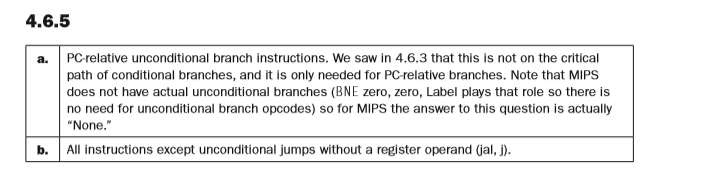 4.6.5
a. PC-relative unconditional branch instructions. We saw in 4.6.3 that this is not on the critical
path of conditional branches, and it is only needed for PC-relative branches. Note that MIPS
does not have actual unconditional branches (BNE zero, zero, Label plays that role so there is
no need for unconditional branch opcodes) so for MIPS the answer to this question is actually
“None.”
b. All instructions except unconditional jumps without a register operand (jal, j).